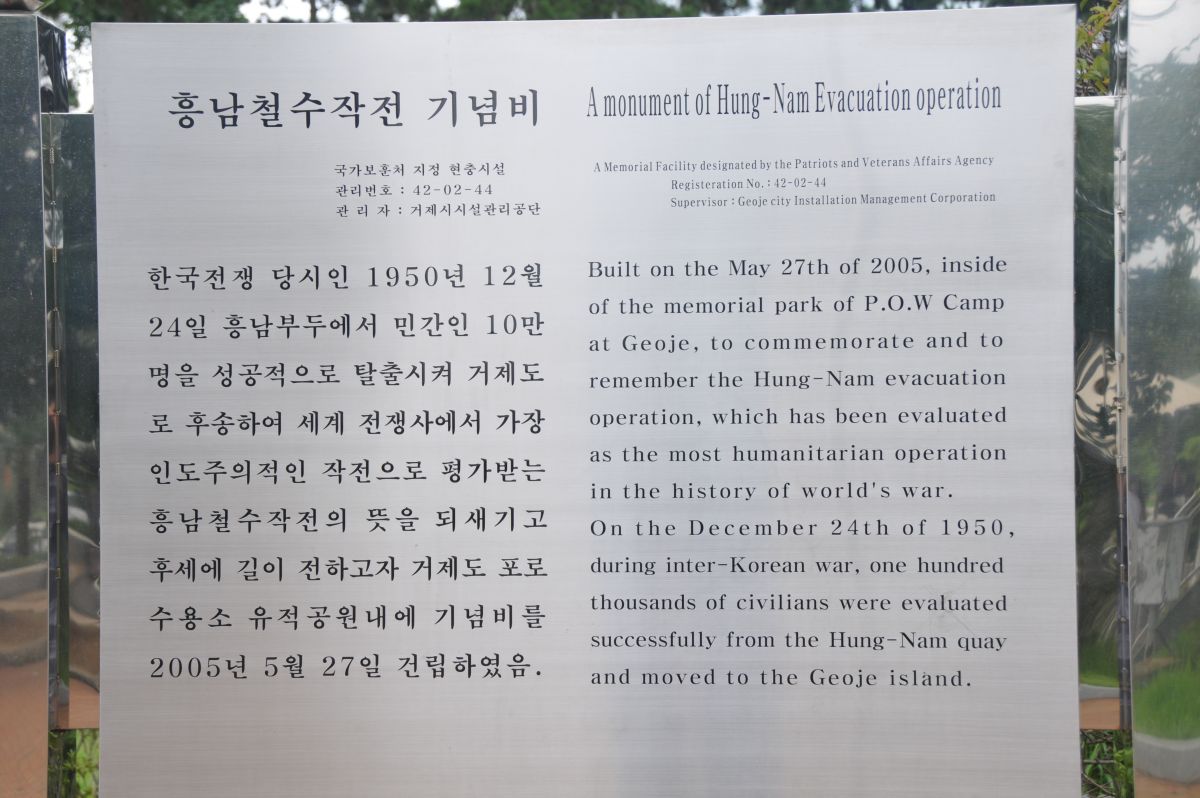 흥남철수작전 기념비
국가보훈처 지정 현충시설
관리번호 : 42-02-44
관 리 자 : 거제시시설관리공단
한국전쟁 당시인 1950년 12월
24일 흥남부두에서 민간인 10만
명을 성공적으로 탈출시켜 거제도
로 후송하여 세계 전쟁사에서 가장
인도주의적인 작전으로 평가받는
흥남철수작전의 뜻을 되새기고
후세에 길이 전하고자 거제도 포로
수용소 유적공원내에 기념비를
2005년 5월 27일 건립하였음.
A monument of Hung-Nam Evacuation operation
A Memorial Facility designated by the Patriots and Veterans Affairs Agency
Registeration No. : 42-02-44
Supervisor : Geoje city Installation Management Corporation
Built on the May 27th of 2005, inside
of the memorial park of P.O.W Camp
at Geoje, to commemorate and to
remember the Hung-Nam evacuation
operation, which has been evaluated
as the most humanitarian operation
in the history of world's war.
On the December 24th of 1950,
during inter-Korean war, one hundred
thousands of civilians were evaluated
successfully from the Hung-Nam quay
and moved to the Geoje island.